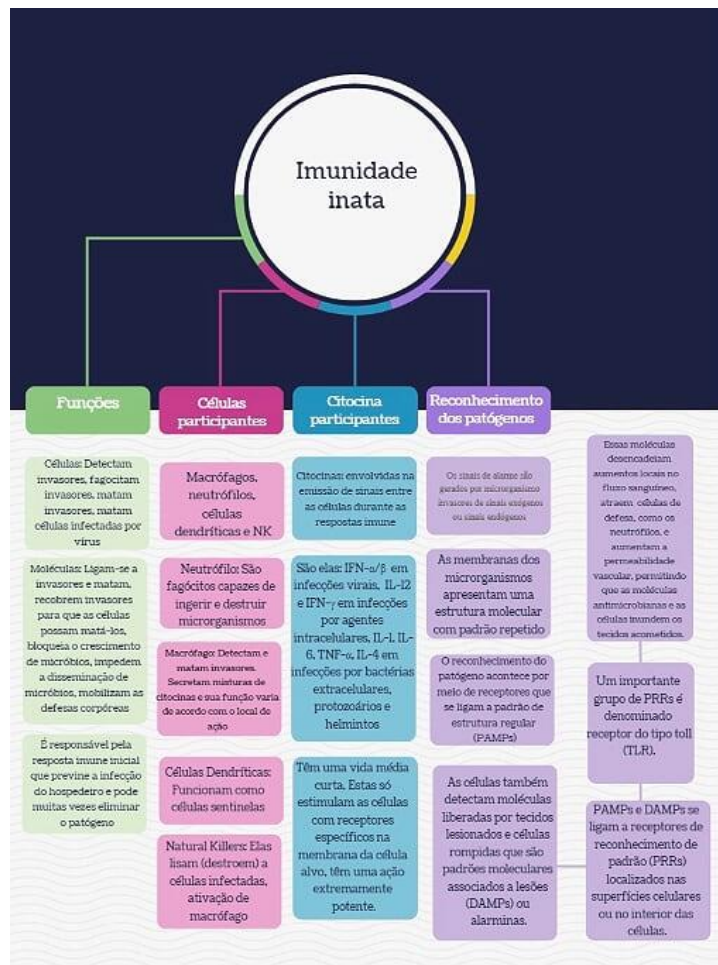 Imunidade
inata
Funções
Células: Detectam
invasores, fagocitam
invasores, matam
invasores, matam
células infectadas por
vírus
Moléculas: Ligam-se a
invasores e matam,
recobrem invasores
para que as células
possam matá-los,
bloqueia o crescimento
de micróbios, impedem
a disseminação de
micróbios, mobilizam as
defesas corpóreas
É responsável pela
resposta imune inicial
que previne a infecção
do hospedeiro e pode
muitas vezes eliminar
o patógeno
Células
participantes
Macrófagos,
neutrófilos,
células
dendríticas e NK
Neutrófilo: São
fagócitos capazes de
ingerir e destruir
microrganismos
Macrófago: Detectam e
matam invasores.
Secretam misturas de
citocinas e sua função varia
de acordo com o local de
ação
Células Dendríticas:
Funcionam como
células sentinelas
Natural Killers: Elas
lisam (destroem) a
células infectadas,
ativação de
macrófago
Citocina
participantes
Citocinas: envolvidas na
emissão de sinais entre
as células durante as
respostas imune
São elas: IFN-α/β em
infecções virais, IL-12
e IFN-γ em infecções
por agentes
intracelulares, IL-1, IL-
6, TNF-α, IL-4 em
infecções por bactérias
extracelulares,
protozoários e
helmintos
Têm uma vida média
curta. Estas só
estimulam as células
com receptores
específicos na
membrana da célula
alvo, têm uma ação
extremamente
potente.
Reconhecimento
dos patógenos
Os sinais de alarme são
gerados por microrganismo
invasores de sinais exógenos
ou sinais endógenos
As membranas dos
microrganismos
apresentam uma
estrutura molecular
com padrão repetido
O reconhecimento do
patógeno acontece por
meio de receptores que
se ligam a padrão de
estrutura regular
(PAMPs)
As células também
detectam moléculas
liberadas por tecidos
lesionados e células
rompidas que são
padrões moleculares
associados a lesões
(DAMPs) ou
alarminas.
PAMPs e DAMPs se
ligam a receptores de
reconhecimento de
padrão (PRRs)
localizados nas
superfícies celulares
ou no interior das
células.
Um importante
grupo de PRRs é
denominado
receptor do tipo toll
(TLR).
Essas moléculas
desencadeiam
aumentos locais no
fluxo sanguíneo,
atraem células de
defesa, como os
neutrófilos, e
aumentam a
permeabilidade
vascular, permitindo
que as moléculas
antimicrobianas e as
células inundem os
tecidos acometidos.